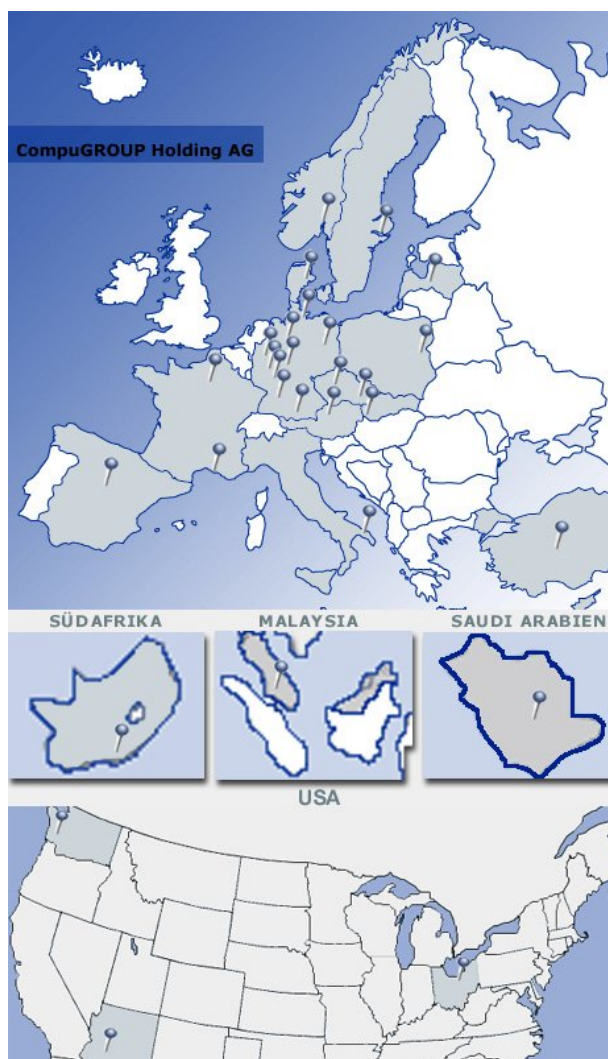 CompuGROUP Holding AG
SÜDAFRIKA
MALAYSIA
SAUDI ARABIEN
USA